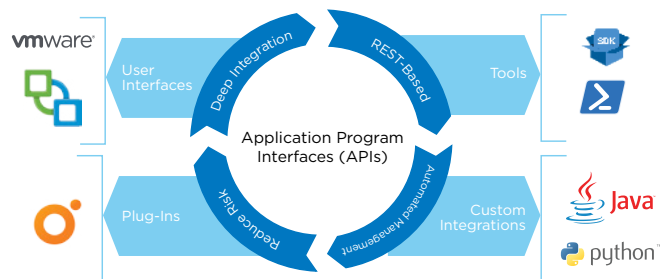 vmware®
User
Interfaces
Deep Integration
REST-Based
Tools
SDK
Application Program
Interfaces (APIs)
Plug-Ins
Reduce Risk
Automated Management
Custom
Integrations
Java
python™